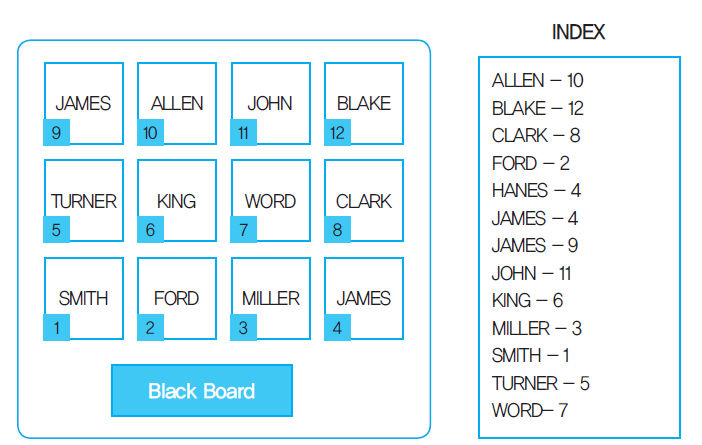 JAMES ALLEN JOHN BLAKE
9 10 11 12
TURNER KING WORD CLARK
5 6 7 8
SMITH FORD MILLER JAMES
1 2 3 4
Black Board
INDEX
ALLEN – 10
BLAKE – 12
CLARK – 8
FORD – 2
HANES – 4
JAMES – 4
JAMES – 9
JOHN – 11
KING – 6
MILLER – 3
SMITH – 1
TURNER – 5
WORD– 7